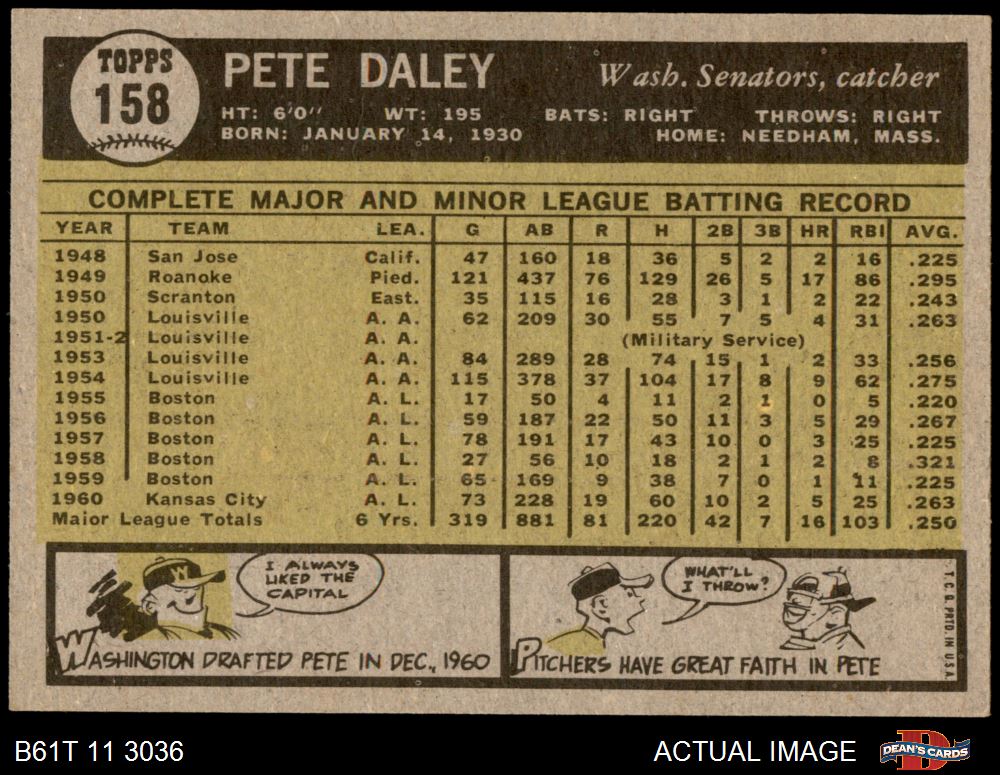 TOPPS
158
PETE DALEY
Wash. Senators, catcher
HT: 6'0" WT: 195 BATS: RIGHT THROWS: RIGHT
BORN: JANUARY 14, 1930 HOME: NEEDHAM, MASS.
COMPLETE MAJOR AND MINOR LEAGUE BATTING RECORD
YEAR TEAM LEA. G AB R H 2B 3B HR RBI AVG.
1948 San Jose Calif. 47 160 18 36 5 2 2 16 .225
1949 Roanoke Pied. 121 437 76 129 26 5 17 86 .295
1950 Scranton East. 35 115 16 28 3 1 2 22 .243
1950 Louisville A. A. 62 209 30 55 7 5 4 31 .263
1951-2 Louisville A. A. (Military Service)
1953 Louisville A. A. 84 289 28 74 15 1 2 33 .256
1954 Louisville A. A. 115 378 37 104 17 8 9 62 .275
1955 Boston A. L. 17 50 4 11 2 1 0 5 .220
1956 Boston A. L. 59 187 22 50 11 3 5 29 .267
1957 Boston A. L. 78 191 17 43 10 0 3 25 .225
1958 Boston A. L. 27 56 10 18 2 1 2 8 .321
1959 Boston A. L. 65 169 9 38 7 0 1 11 .225
1960 Kansas City A. L. 73 228 19 60 10 2 5 25 .263
Major League Totals 6 Yrs. 319 881 81 220 42 7 16 103 .250
W
I ALWAYS
LIKED THE
CAPITAL
WASHINGTON DRAFTED PETE IN DEC., 1960
WHAT'LL
I THROW?
PITCHERS HAVE GREAT FAITH IN PETE
T. C. G. PRTD. IN U.S.A.
B61T 11 3036
ACTUAL IMAGE
DEAN'S CARDS